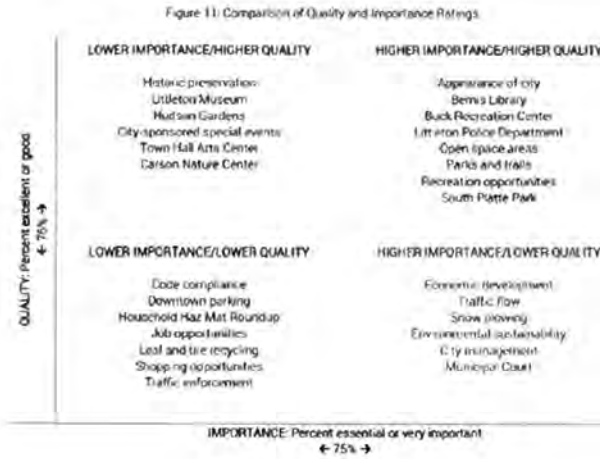 Figure 11: Comparison of Quality and Importance Ratings
LOWER IMPORTANCE/HIGHER QUALITY
Historic preservation
Littleton Museum
Hudson Gardens
City-sponsored special events
Town Hall Arts Center
Carson Nature Center
HIGHER IMPORTANCE/HIGHER QUALITY
Appearance of city
Bemis Library
Buck Recreation Center
Littleton Police Department
Open space areas
Parks and trails
Recreation opportunities
South Platte Park
QUALITY: Percent excellent or good
← 75% →
LOWER IMPORTANCE/LOWER QUALITY
Code compliance
Downtown parking
Household Haz Mat Roundup
Job opportunities
Leaf and tire recycling
Shopping opportunities
Traffic enforcement
HIGHER IMPORTANCE/LOWER QUALITY
Economic development
Traffic flow
Snow plowing
Environmental sustainability
City management
Municipal Court
IMPORTANCE: Percent essential or very important
← 75% →